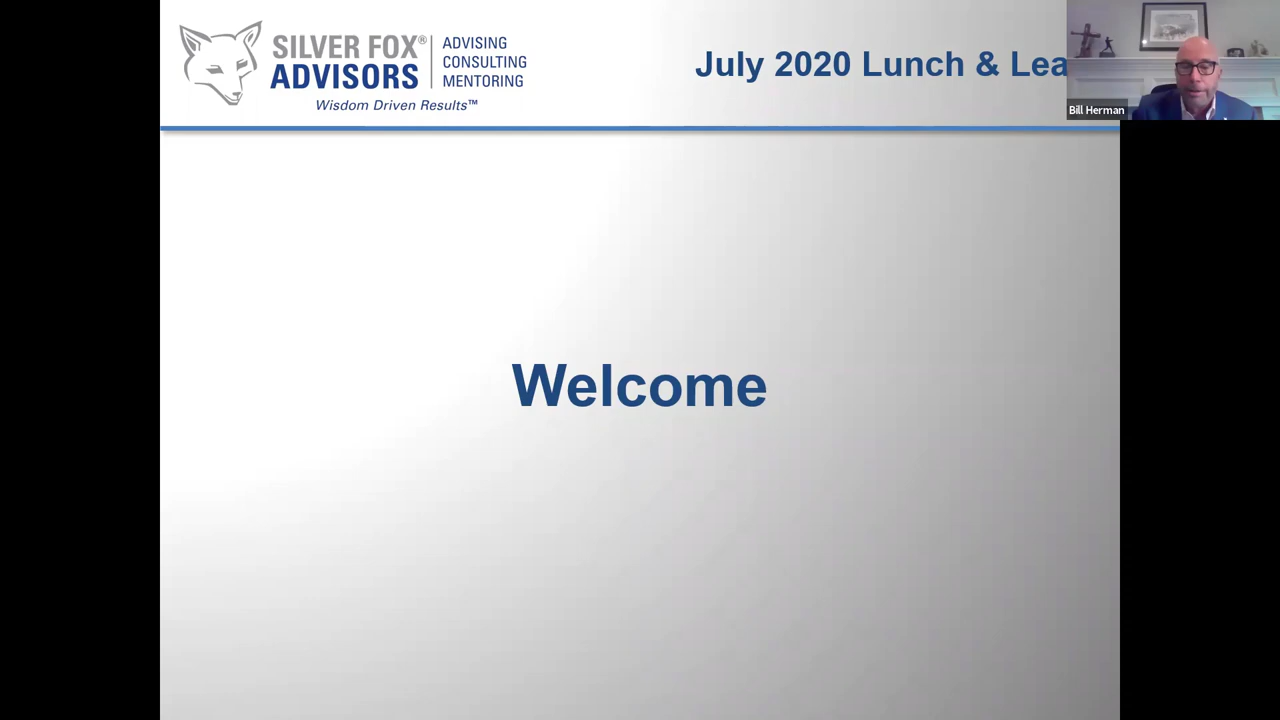 SILVER FOX®
ADVISORS
ADVISING
CONSULTING
MENTORING
Wisdom Driven Results™
July 2020 Lunch & Lea
Bill Herman
Welcome